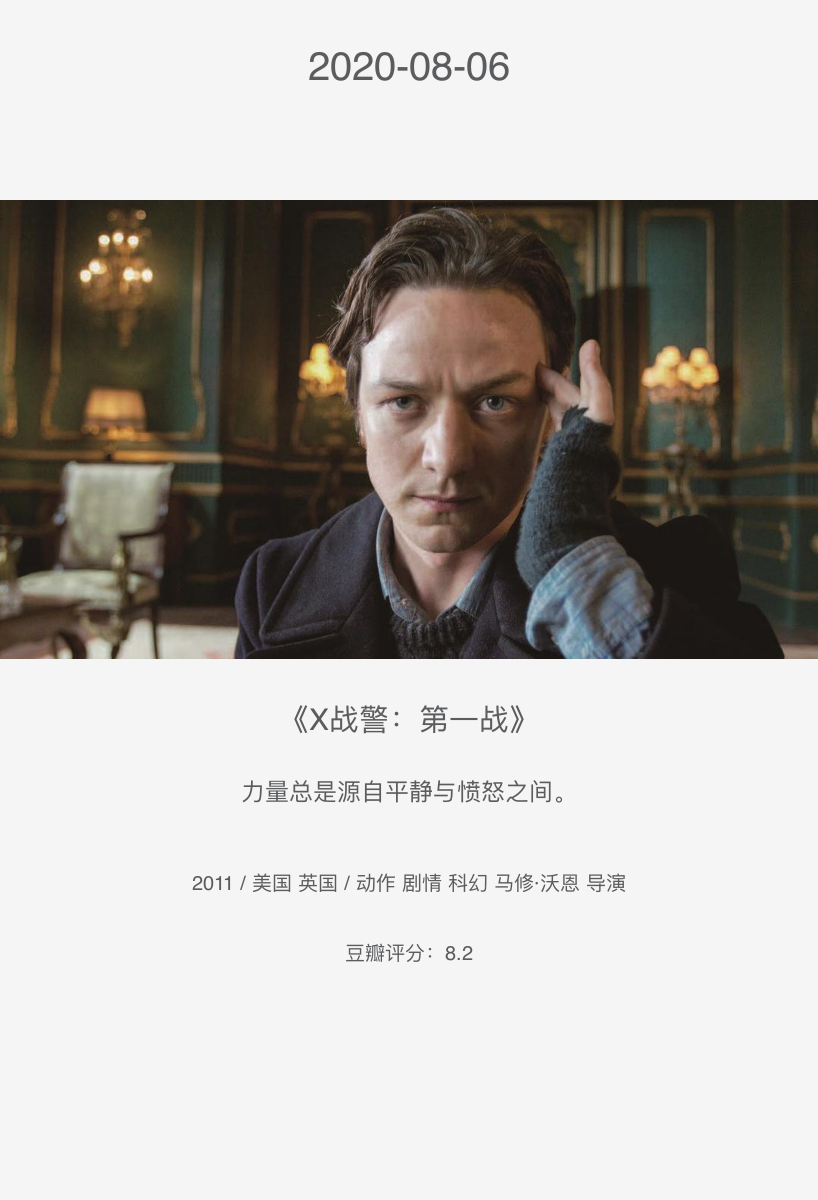 2020-08-06
《X战警：第一战》
力量总是源自平静与愤怒之间。
2011 / 美国 英国 / 动作 剧情 科幻 马修·沃恩 导演
豆瓣评分：8.2